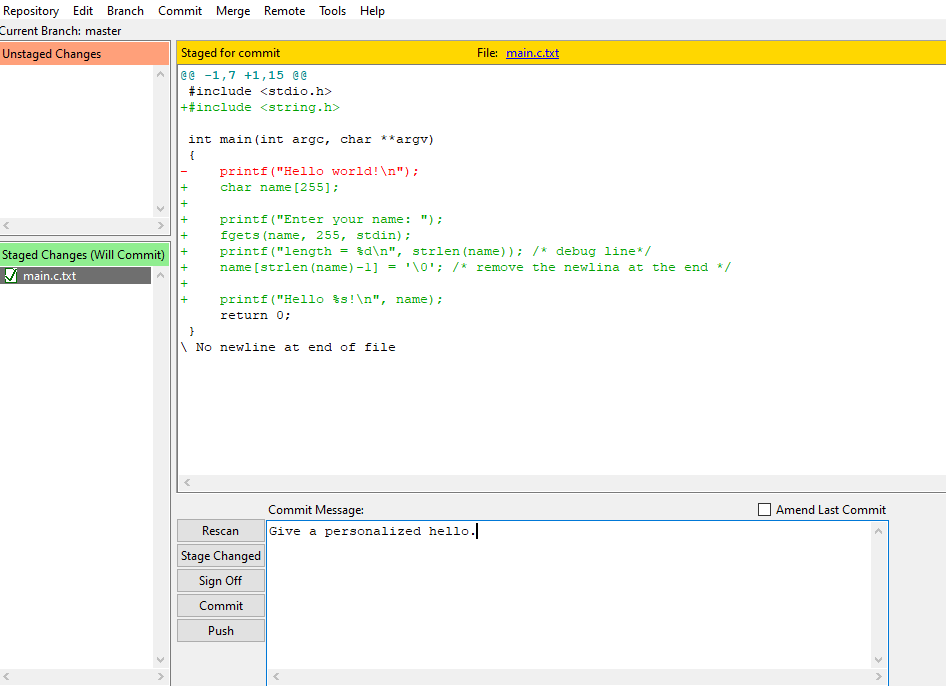 Repository Edit Branch Commit Merge Remote Tools Help
Current Branch: master
Unstaged Changes
Staged Changes (Will Commit)
main.c.txt
Staged for commit File: main.c.txt
@@ -1,7 +1,15 @@
 #include <stdio.h>
+#include <string.h>
 int main(int argc, char **argv)
 {
-    printf("Hello world!\n");
+    char name[255];
+
+    printf("Enter your name: ");
+    fgets(name, 255, stdin);
+    printf("length = %d\n", strlen(name)); /* debug line*/
+    name[strlen(name)-1] = '\0'; /* remove the newlina at the end */
+
+    printf("Hello %s!\n", name);
     return 0;
 }
\ No newline at end of file
Commit Message: Amend Last Commit
Rescan
Stage Changed
Sign Off
Commit
Push
Give a personalized hello.